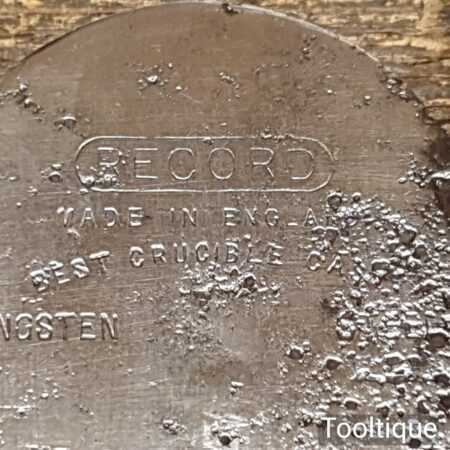 RECORD
MADE IN ENGLA
BEST CRUCIBLE CA
NGSTEN
Tooltique